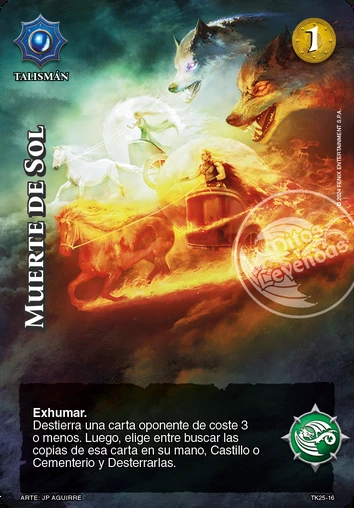 TALISMÁN
1
MUERTE DE SOL
© 2024 FENIX ENTERTAINMENT S.P.A.
Mitos
Leyendas
Exhumar.
Destierra una carta oponente de coste 3
o menos. Luego, elige entre buscar las
copias de esa carta en su mano, Castillo o
Cementerio y Desterrarlas.
ARTE: JP AGUIRRE
TK25-16